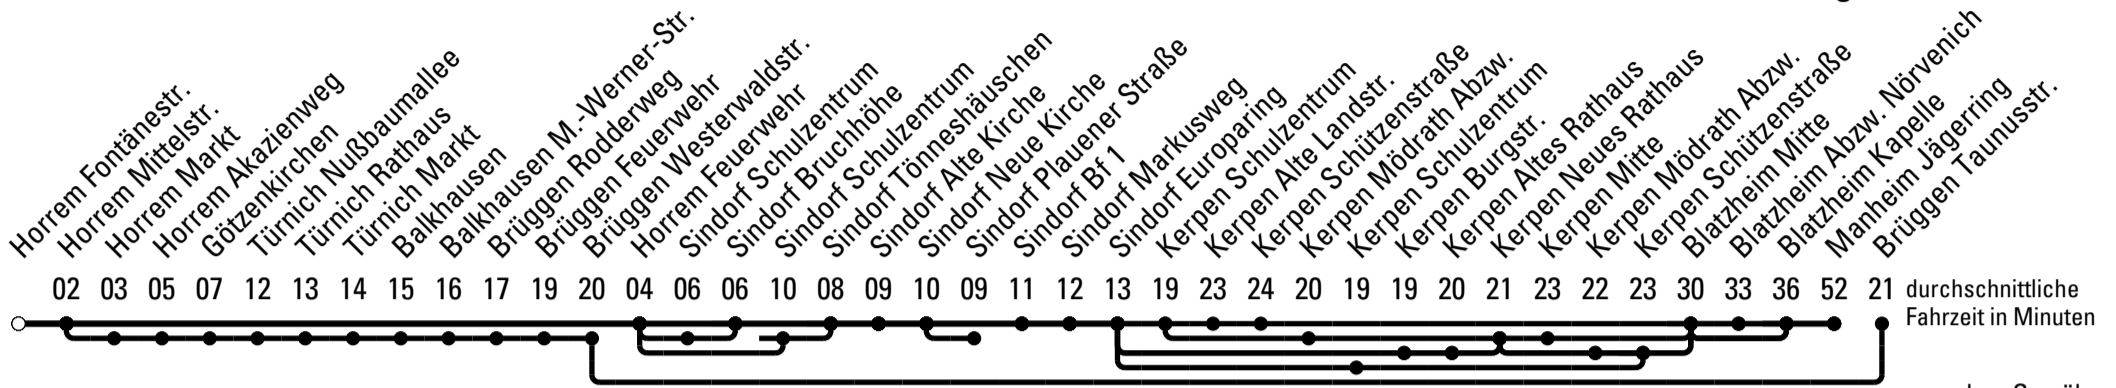 Horrem Fontänestr.
Horrem Mittelstr.
Horrem Markt
Horrem Akazienweg
Götzenkirchen
Türnich Nußbaumallee
Türnich Rathaus
Türnich Markt
Balkhausen
Balkhausen M.-Werner-Str.
Brüggen Rodderweg
Brüggen Feuerwehr
Brüggen Westerwaldstr.
Horrem Feuerwehr
Sindorf Schulzentrum
Sindorf Bruchhöhe
Sindorf Schulzentrum
Sindorf Tönneshäuschen
Sindorf Alte Kirche
Sindorf Neue Kirche
Sindorf Plauener Straße
Sindorf Bf 1
Sindorf Markusweg
Sindorf Europaring
Kerpen Schulzentrum
Kerpen Alte Landstr.
Kerpen Schützenstraße
Kerpen Mödrath Abzw.
Kerpen Schulzentrum
Kerpen Burgstr.
Kerpen Altes Rathaus
Kerpen Neues Rathaus
Kerpen Mitte
Kerpen Mödrath Abzw.
Kerpen Schützenstraße
Blatzheim Mitte
Blatzheim Abzw. Nörvenich
Blatzheim Kapelle
Manheim Jägerring
Brüggen Taunusstr.
02 03 05 07 12 13 14 15 16 17 19 20 04 06 06 10 08 09 10 09 11 12 13 19 23 24 20 19 19 20 21 23 22 23 30 33 36 52 21 durchschnittliche
Fahrzeit in Minuten